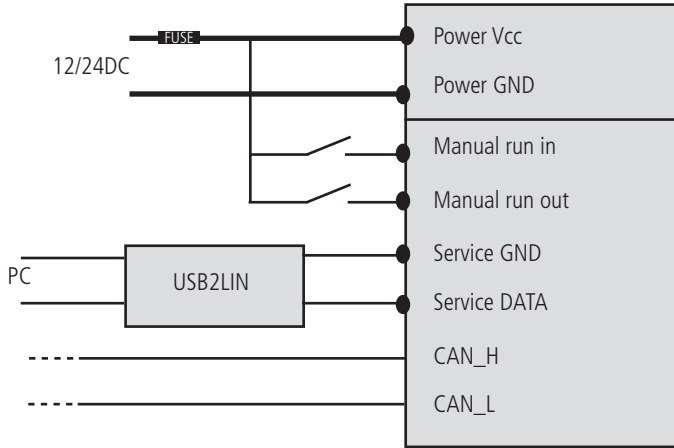 FUSE
Power Vcc
12/24DC
Power GND
Manual run in
Manual run out
Service GND
PC
USB2LIN
Service DATA
CAN_H
CAN_L